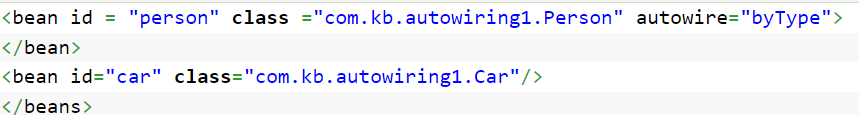 <bean id = "person" class ="com.kb.autowiring1.Person" autowire="byType">
</bean>
<bean id="car" class="com.kb.autowiring1.Car"/>
</beans>